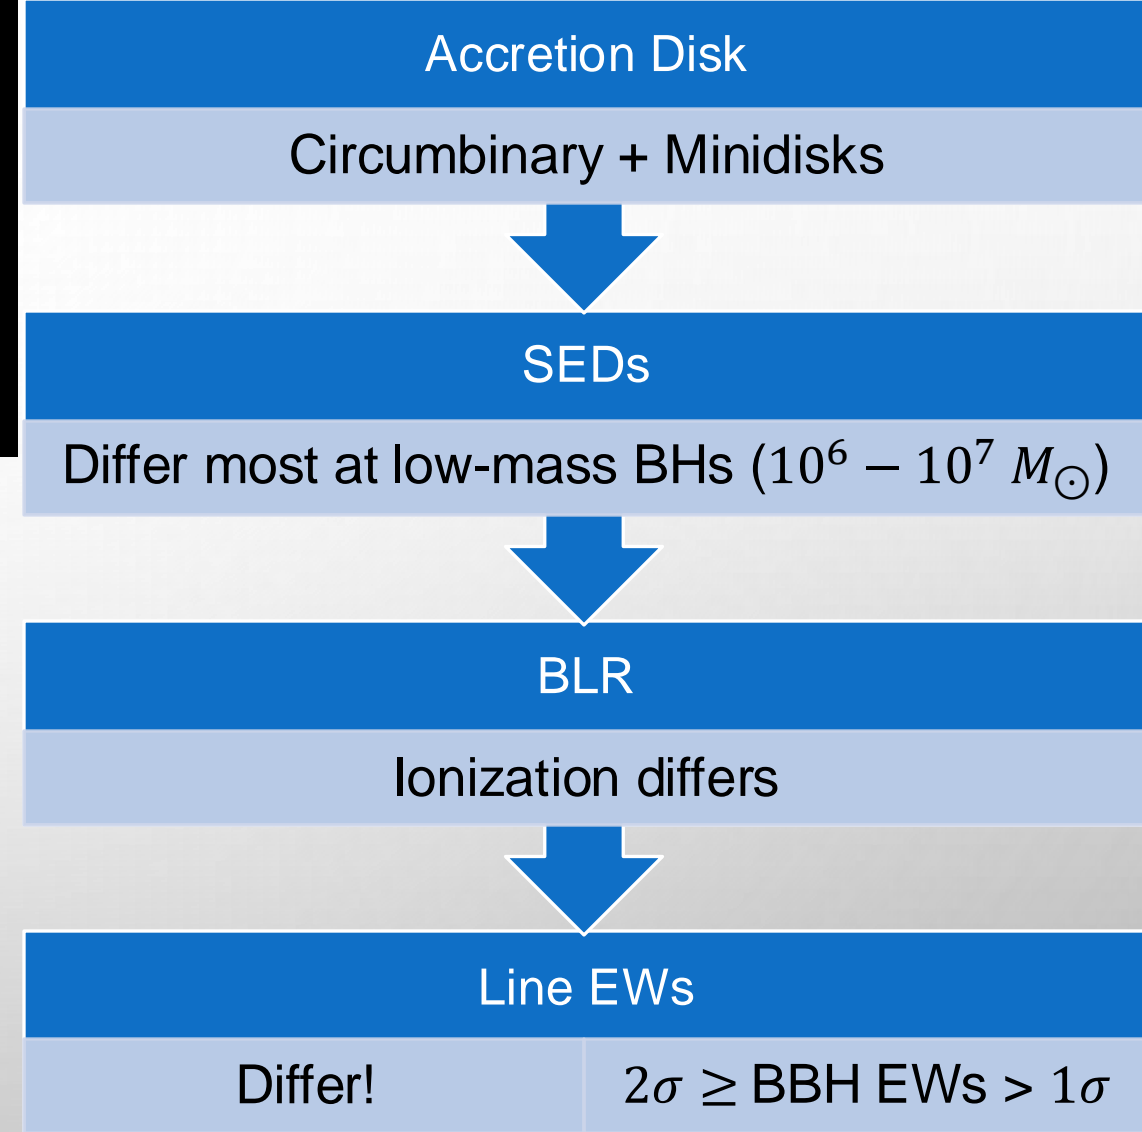 Accretion Disk
Circumbinary + Minidisks
SEDs
Differ most at low-mass BHs (10⁶ − 10⁷ M☉)
BLR
Ionization differs
Line EWs
Differ!
2σ ≥ BBH EWs > 1σ